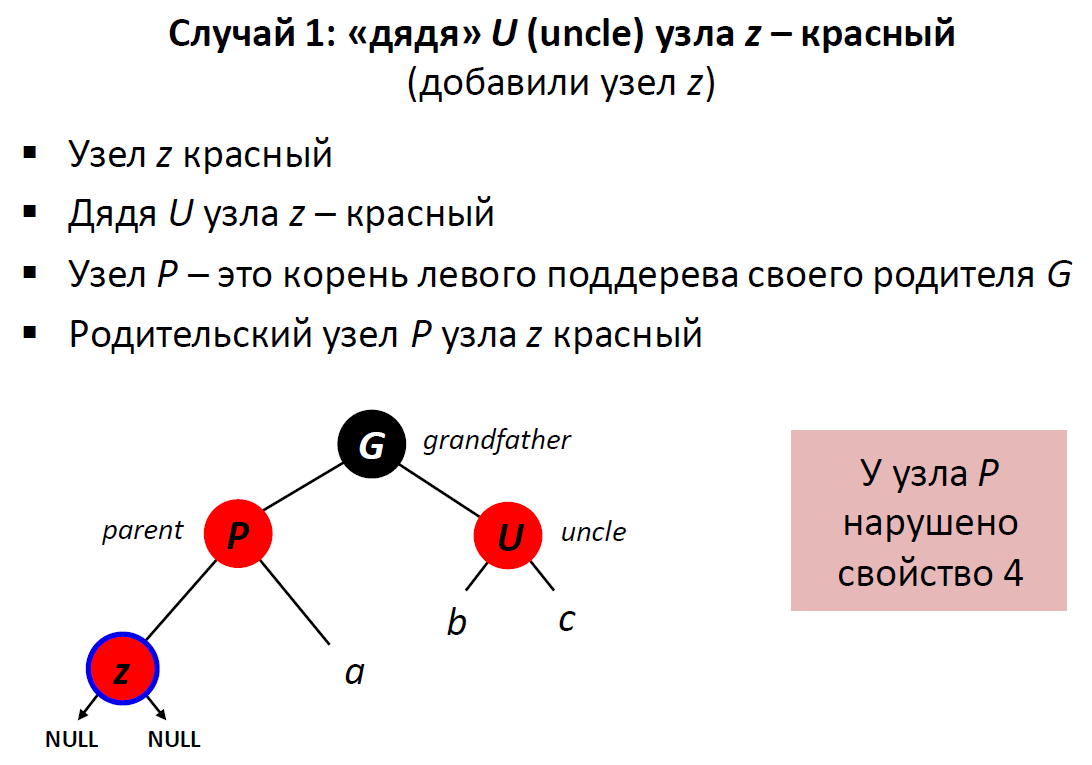 Случай 1: «дядя» U (uncle) узла z – красный
(добавили узел z)
▪ Узел z красный
▪ Дядя U узла z – красный
▪ Узел P – это корень левого поддерева своего родителя G
▪ Родительский узел P узла z красный
G grandfather
parent P U uncle
z a b c
NULL NULL
У узла P
нарушено
свойство 4